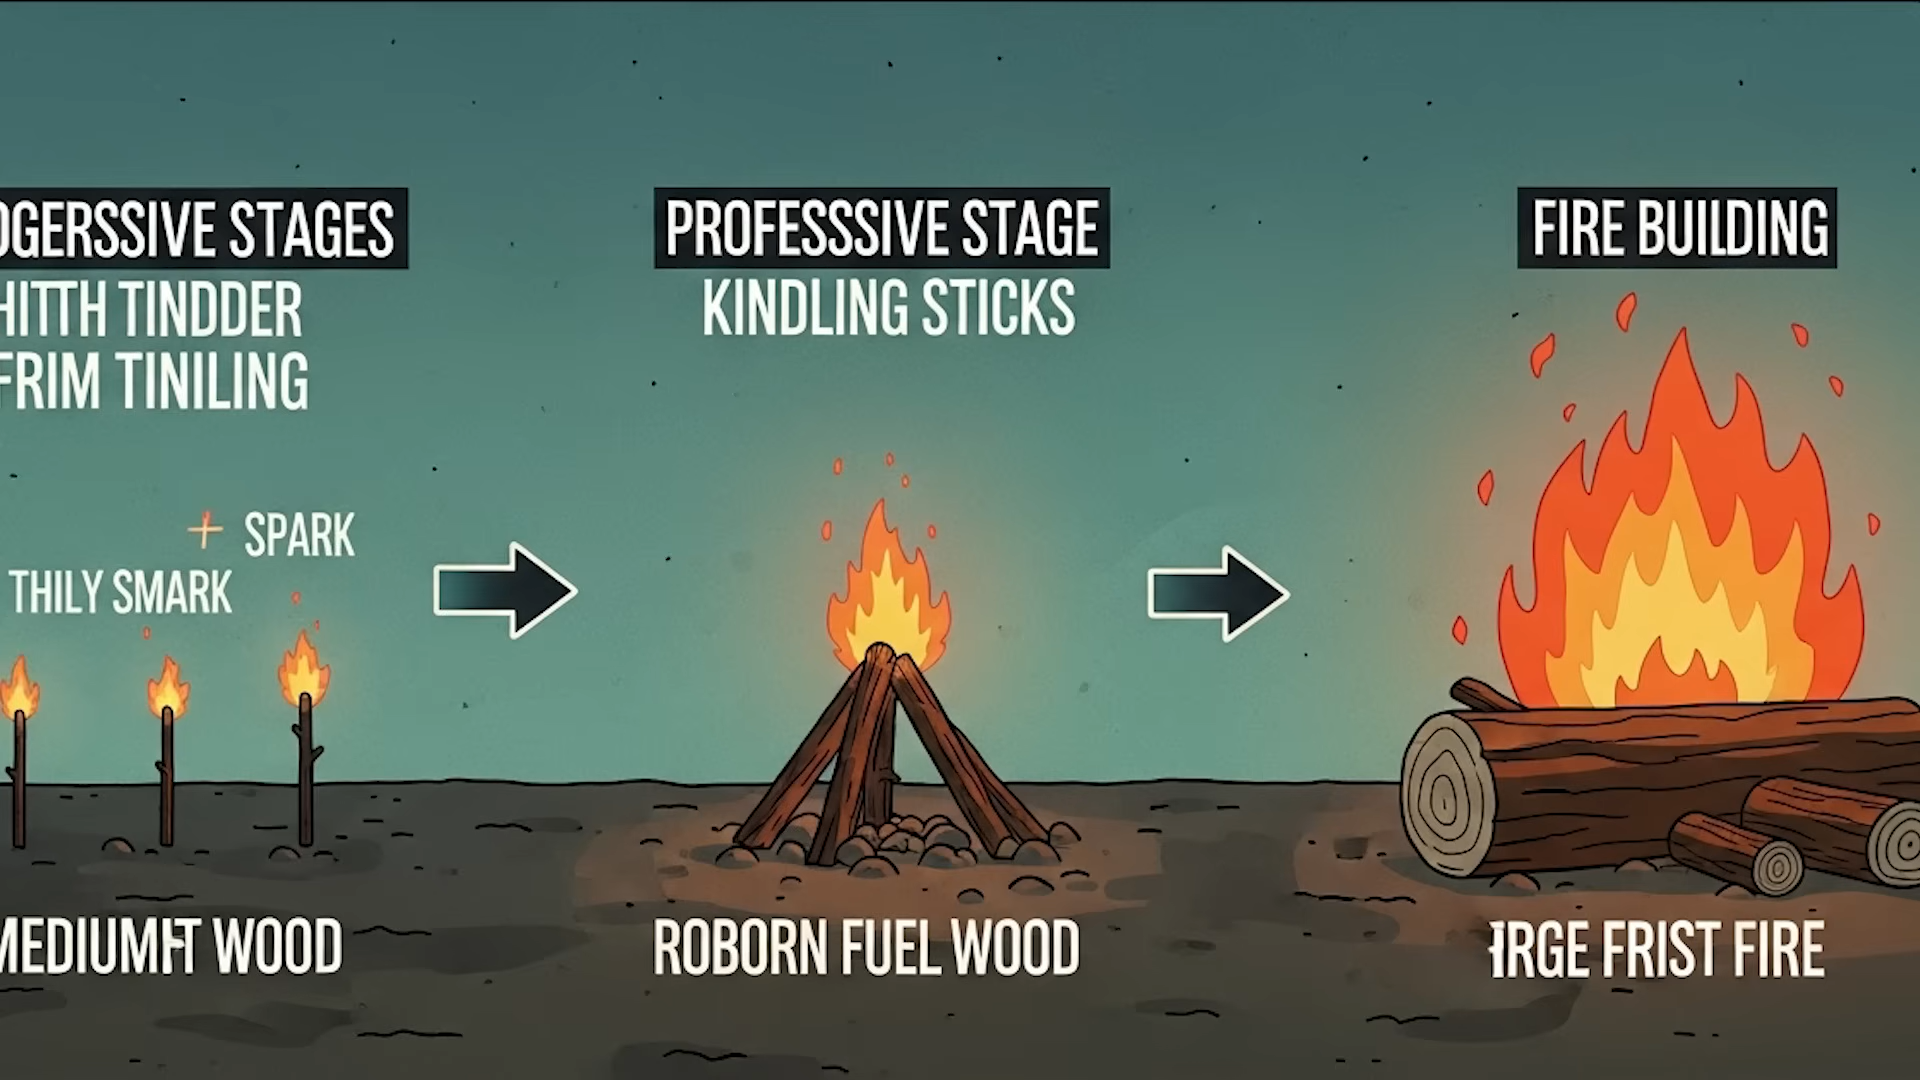 OGERSSIVE STAGES
HITTH TINDDER
FRIM TINILING
SPARK
THILY SMARK
MEDIUMHT WOOD
PROFESSSIVE STAGE
KINDLING STICKS
ROBORN FUEL WOOD
FIRE BUILDING
IRGE FRIST FIRE